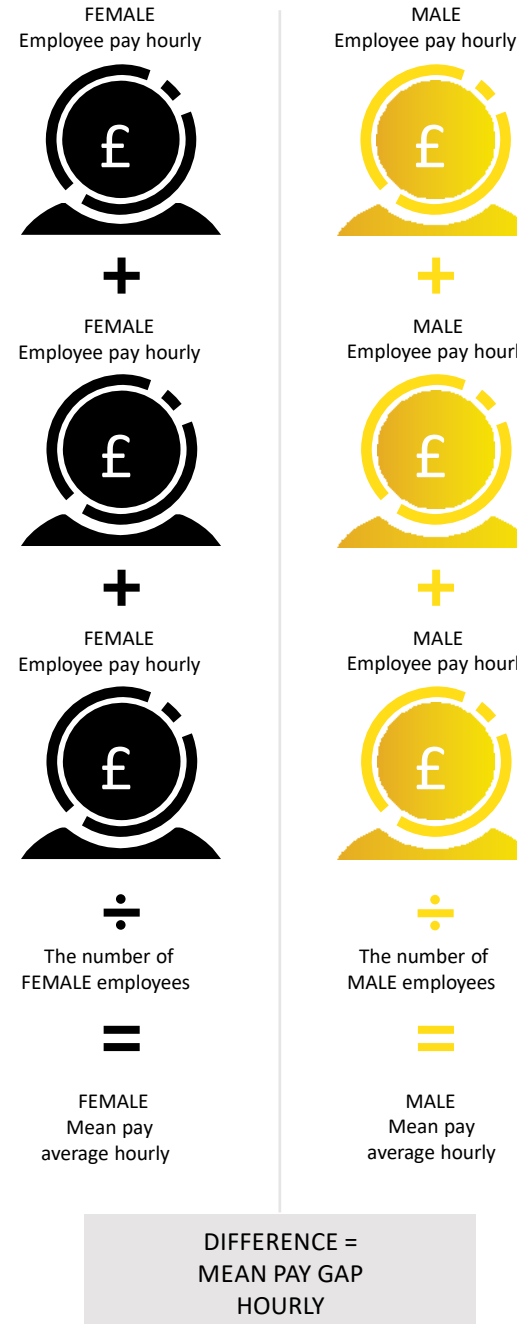 FEMALE
Employee pay hourly
£
+
FEMALE
Employee pay hourly
£
+
FEMALE
Employee pay hourly
£
÷
The number of
FEMALE employees
=
FEMALE
Mean pay
average hourly
MALE
Employee pay hourly
£
+
MALE
Employee pay hourl
£
+
MALE
Employee pay hourl
£
÷
The number of
MALE employees
=
MALE
Mean pay
average hourly
DIFFERENCE =
MEAN PAY GAP
HOURLY